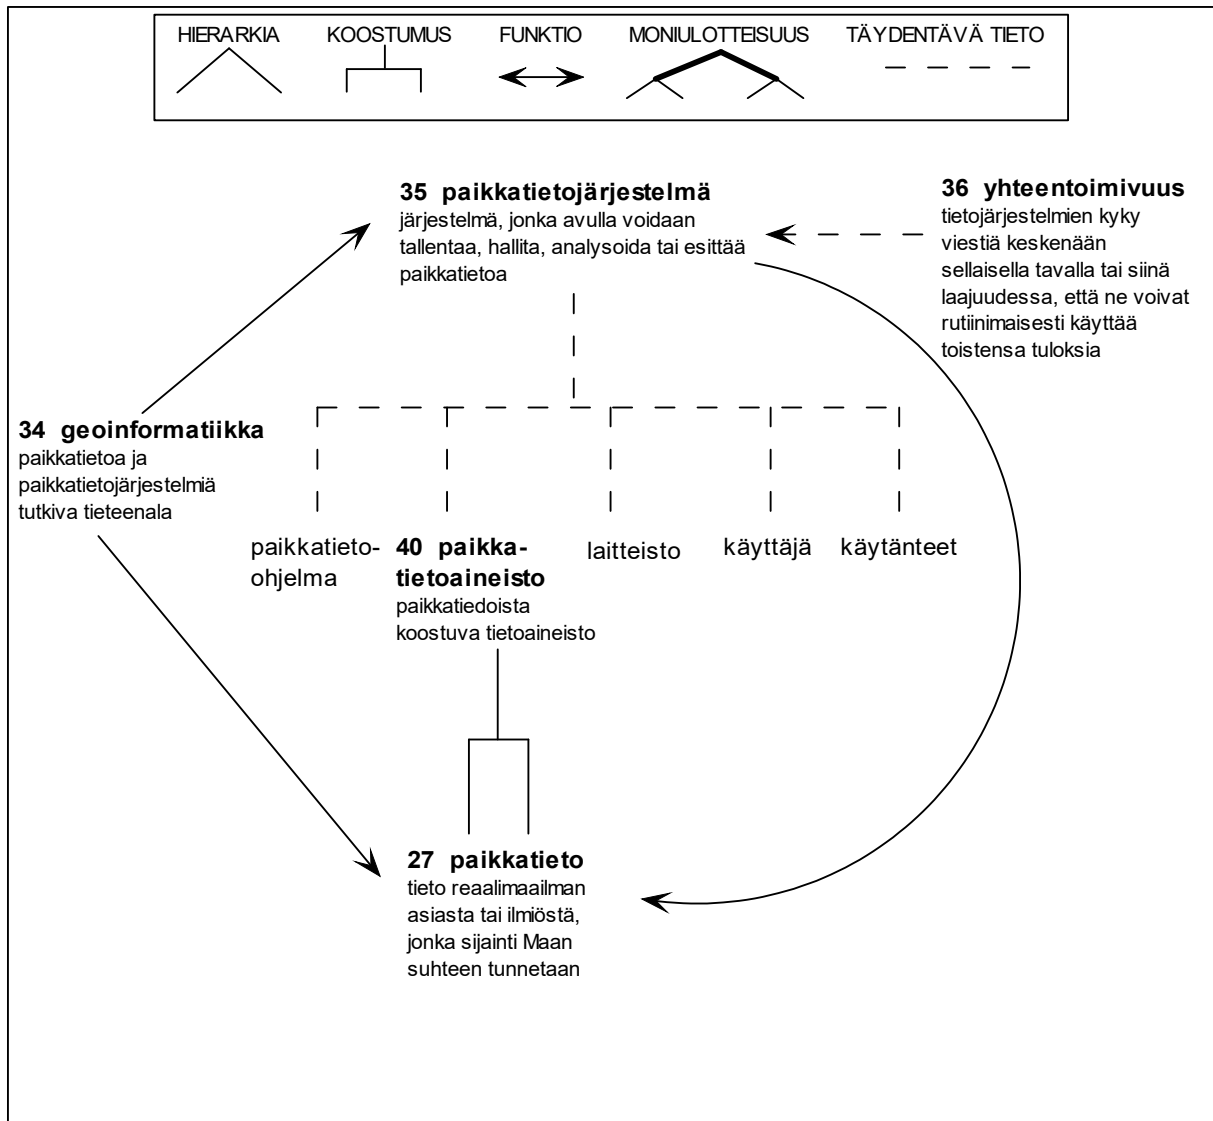 HIERARKIA KOOSTUMUS FUNKTIO MONIULOTTEISUUS TÄYDENTÄVÄ TIETO
35 paikkatietojärjestelmä
järjestelmä, jonka avulla voidaan
tallentaa, hallita, analysoida tai esittää
paikkatietoa
36 yhteentoimivuus
tietojärjestelmien kyky
viestiä keskenään
sellaisella tavalla tai siinä
laajuudessa, että ne voivat
rutiinimaisesti käyttää
toistensa tuloksia
34 geoinformatiikka
paikkatietoa ja
paikkatietojärjestelmiä
tutkiva tieteenala
paikkatieto-
ohjelma
40 paikka-
tietoaineisto
paikkatiedoista
koostuva tietoaineisto
laitteisto
käyttäjä
käytänteet
27 paikkatieto
tieto reaalimaailman
asiasta tai ilmiöstä,
jonka sijainti Maan
suhteen tunnetaan